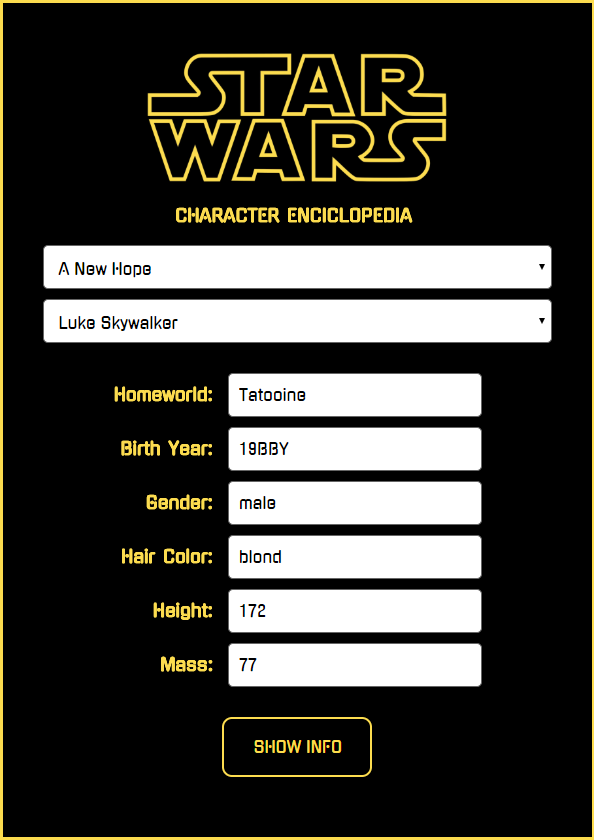 STAR
WARS
CHARACTER ENCICLOPEDIA
A New Hope
Luke Skywalker
Homeworld: Tatooine
Birth Year: 19BBY
Gender: male
Hair Color: blond
Height: 172
Mass: 77
SHOW INFO